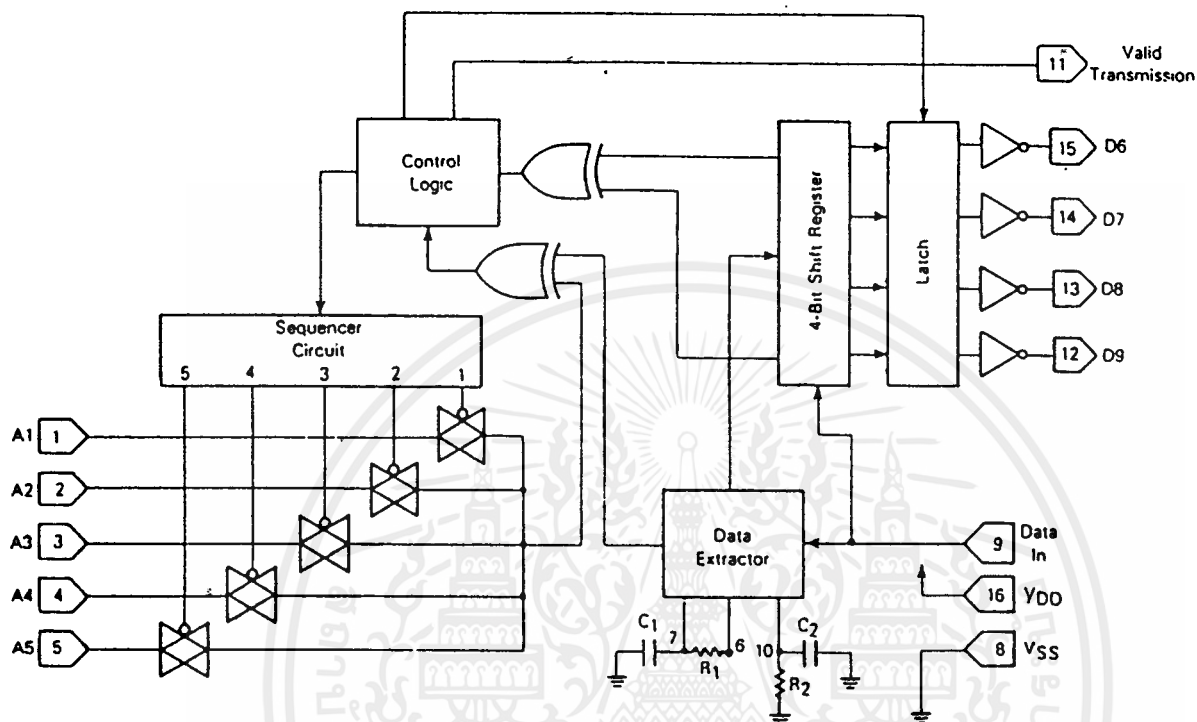 11
Valid
Transmission
Control
Logic
4-Bit Shift Register
Latch
15 D6
14 D7
13 D8
12 D9
Sequencer
Circuit
5 4 3 2 1
A1 1
A2 2
A3 3
A4 4
A5 5
Data
Extractor
9 Data
In
16 VDD
8 VSS
C1
7
R1
6
10
C2
R2